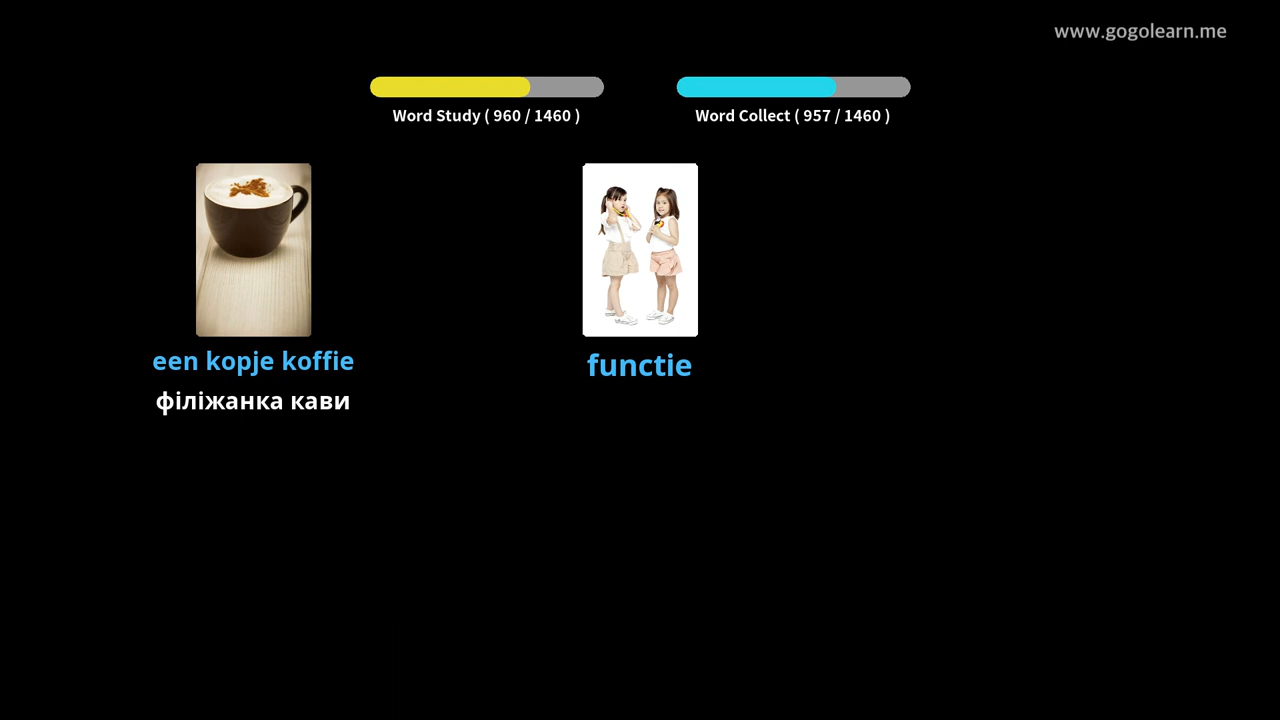 www.gogolearn.me
Word Study ( 960 / 1460 )
Word Collect ( 957 / 1460 )
een kopje koffie
філіжанка кави
functie